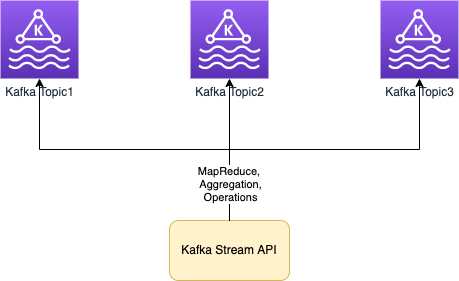 K
K
K
Kafka Topic1
Kafka Topic2
Kafka Topic3
MapReduce,
Aggregation,
Operations
Kafka Stream API